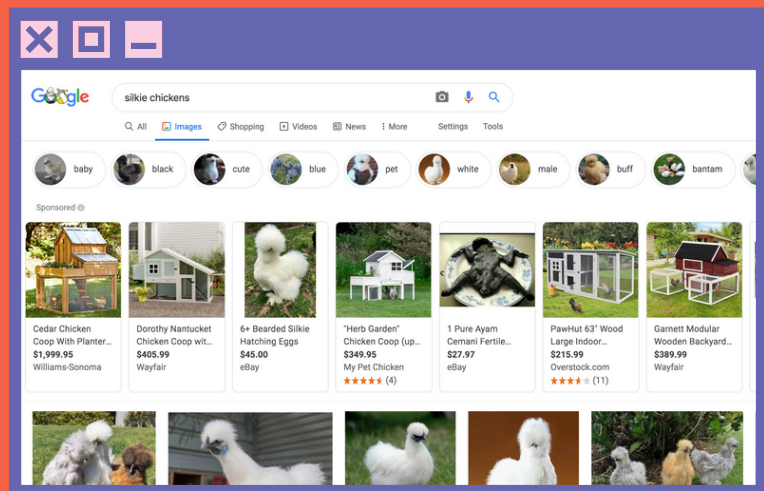 Google
silkie chickens
All Images Shopping Videos News More Settings Tools
baby black cute blue pet white male buff bantam
Sponsored
Cedar Chicken
Coop With Planter...
$1,999.95
Williams-Sonoma
Dorothy Nantucket
Chicken Coop wit...
$405.99
Wayfair
6+ Bearded Silkie
Hatching Eggs
$45.00
eBay
"Herb Garden"
Chicken Coop (up...
$349.95
My Pet Chicken
(4)
1 Pure Ayam
Cemani Fertile...
$27.97
eBay
PawHut 63" Wood
Large Indoor...
$215.99
Overstock.com
(11)
Garnett Modular
Wooden Backyard...
$389.99
Wayfair